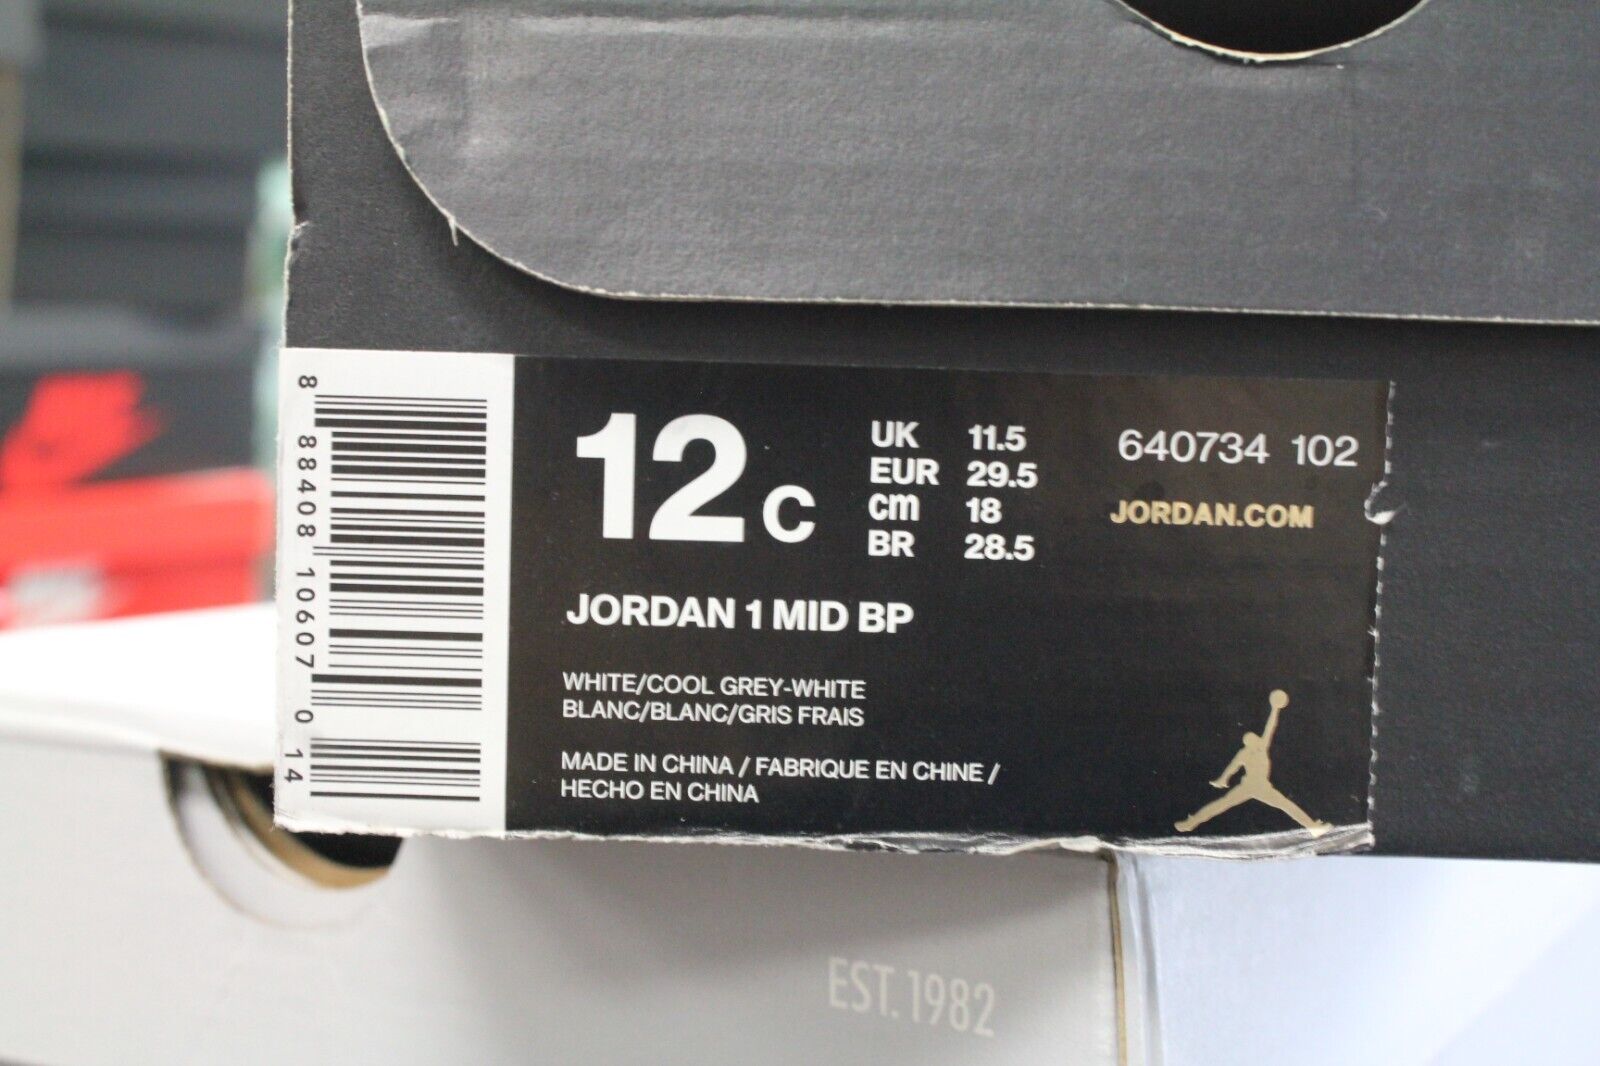 8 88408 10607 0 14
12 C
UK 11.5
EUR 29.5
cm 18
BR 28.5
640734 102
JORDAN.COM
JORDAN 1 MID BP
WHITE/COOL GREY-WHITE
BLANC/BLANC/GRIS FRAIS
MADE IN CHINA / FABRIQUE EN CHINE /
HECHO EN CHINA
EST. 1982